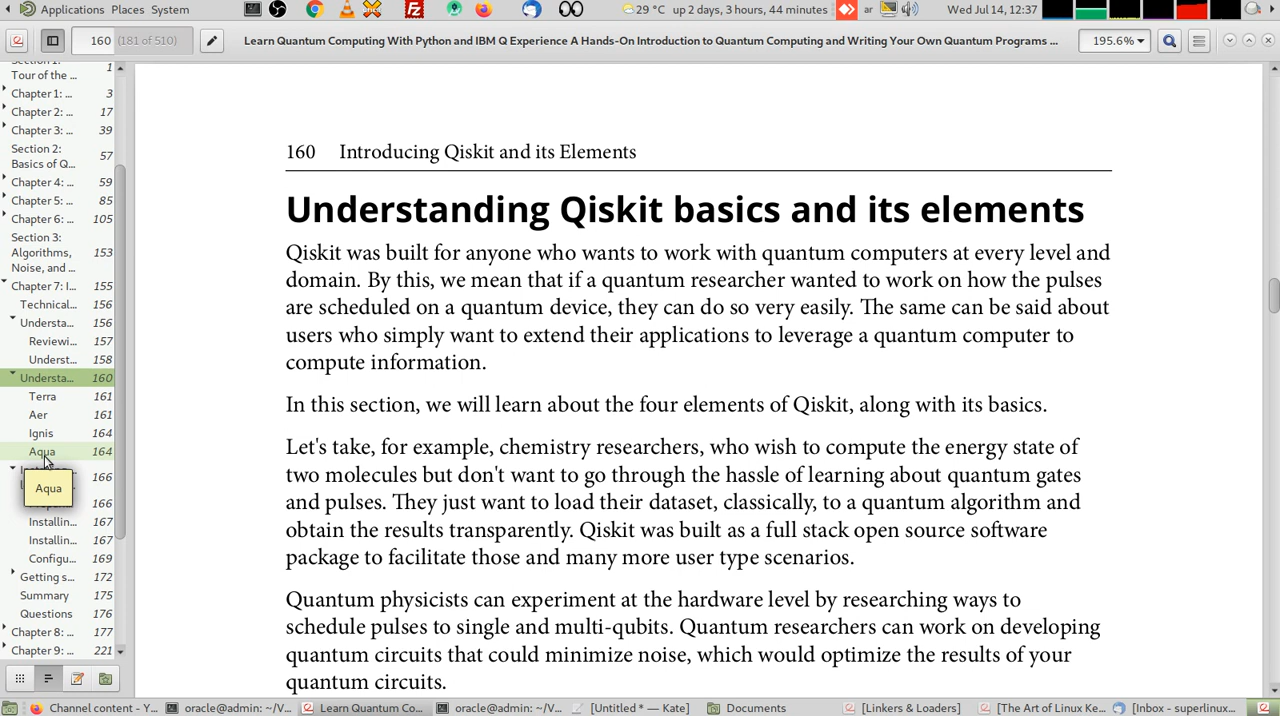 Applications Places System
29 °C up 2 days, 3 hours, 44 minutes
ar
Wed Jul 14, 12:37
160 (181 of 510)
Learn Quantum Computing With Python and IBM Q Experience A Hands-On Introduction to Quantum Computing and Writing Your Own Quantum Programs ...
195.6%
Section 1:
Tour of the ... 1
Chapter 1: ... 3
Chapter 2: ... 17
Chapter 3: ... 39
Section 2:
Basics of Q... 57
Chapter 4: ... 59
Chapter 5: ... 85
Chapter 6: ... 105
Section 3:
Algorithms, 153
Noise, and ...
Chapter 7: I... 155
Technical... 156
Understa... 156
Reviewi... 157
Underst... 158
Understa... 160
Terra 161
Aer 161
Ignis 164
Aqua 164
Aqua
166
166
Installin... 167
Installin... 167
Configu... 169
Getting s... 172
Summary 175
Questions 176
Chapter 8: ... 177
Chapter 9: ... 221
160 Introducing Qiskit and its Elements
Understanding Qiskit basics and its elements
Qiskit was built for anyone who wants to work with quantum computers at every level and
domain. By this, we mean that if a quantum researcher wanted to work on how the pulses
are scheduled on a quantum device, they can do so very easily. The same can be said about
users who simply want to extend their applications to leverage a quantum computer to
compute information.
In this section, we will learn about the four elements of Qiskit, along with its basics.
Let's take, for example, chemistry researchers, who wish to compute the energy state of
two molecules but don't want to go through the hassle of learning about quantum gates
and pulses. They just want to load their dataset, classically, to a quantum algorithm and
obtain the results transparently. Qiskit was built as a full stack open source software
package to facilitate those and many more user type scenarios.
Quantum physicists can experiment at the hardware level by researching ways to
schedule pulses to single and multi-qubits. Quantum researchers can work on developing
quantum circuits that could minimize noise, which would optimize the results of your
quantum circuits.
Channel content - Y...
oracle@admin: ~/V...
Learn Quantum Co...
oracle@admin: ~/V...
[Untitled * — Kate]
Documents
[Linkers & Loaders]
[The Art of Linux Ke...
[Inbox - superlinux...